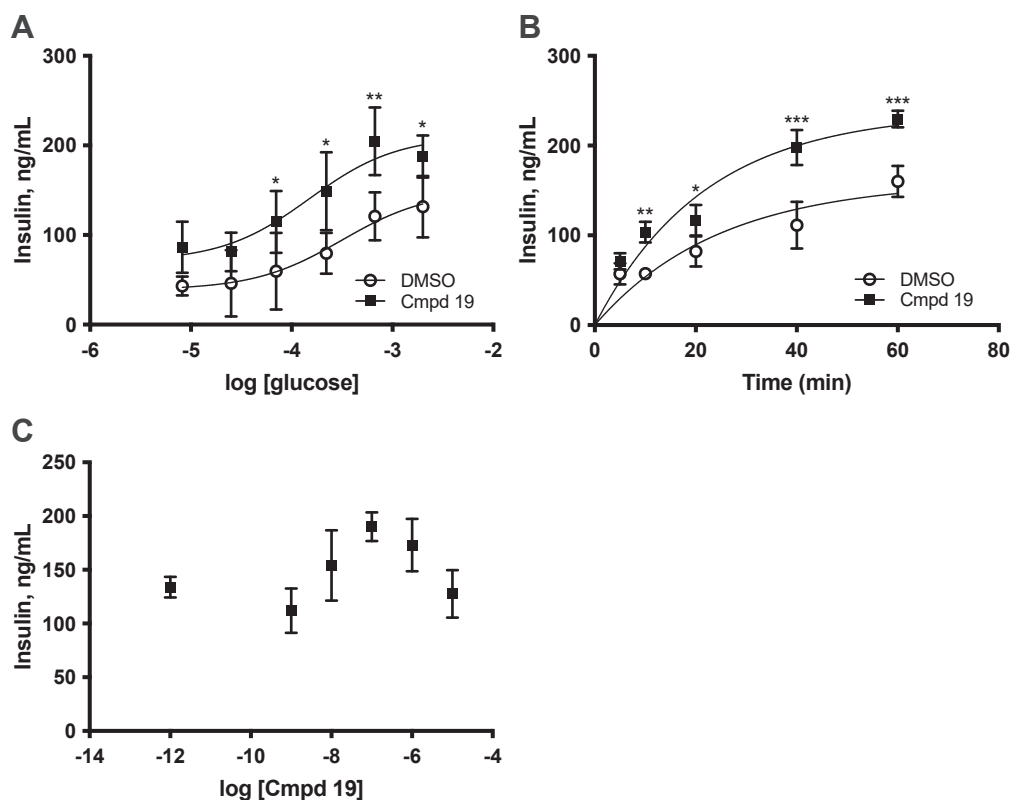 A
300
200
100
0
Insulin, ng/mL
*
*
**
*
DMSO
Cmpd 19
-6 -5 -4 -3 -2
log [glucose]
B
300
200
100
0
Insulin, ng/mL
**
*
***
***
DMSO
Cmpd 19
0 20 40 60 80
Time (min)
C
250
200
150
100
50
0
Insulin, ng/mL
-14 -12 -10 -8 -6 -4
log [Cmpd 19]